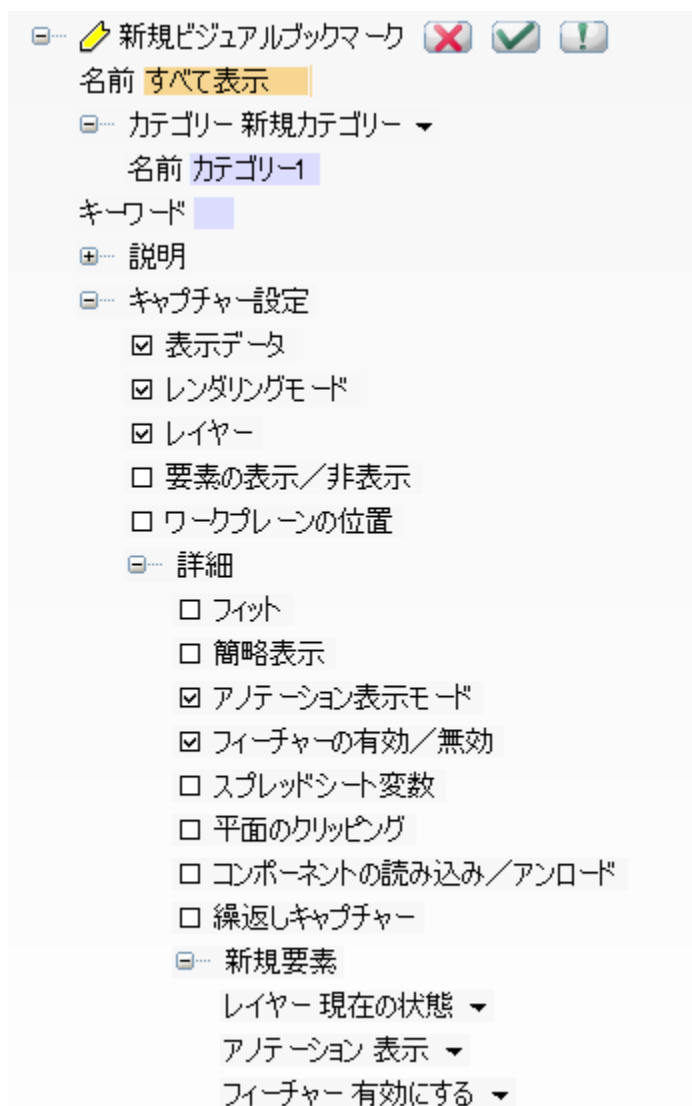 新規ビジュアルブックマーク
名前 すべて表示
カテゴリー 新規カテゴリー
名前 カテゴリー1
キーワード
説明
キャプチャー設定
表示データ
レンダリングモード
レイヤー
要素の表示／非表示
ワークプレーンの位置
詳細
フィット
簡略表示
アノテーション表示モード
フィーチャーの有効／無効
スプレッドシート変数
平面のクリッピング
コンポーネントの読み込み／アンロード
繰返しキャプチャー
新規要素
レイヤー 現在の状態
アノテーション 表示
フィーチャー 有効にする